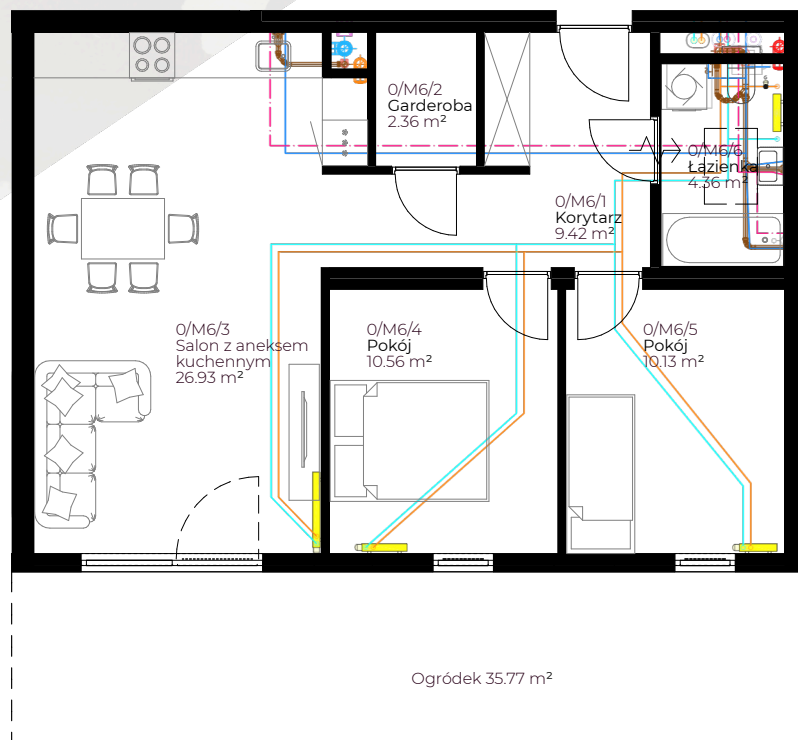 0/M6/2
Garderoba
2.36 m²
0/M6/6
Łazienka
4.36 m²
0/M6/1
Korytarz
9.42 m²
0/M6/3
Salon z aneksem
kuchennym
26.93 m²
0/M6/4
Pokój
10.56 m²
0/M6/5
Pokój
10.13 m²
Ogródek 35.77 m²